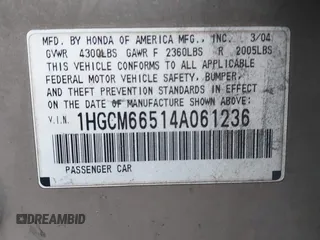 MFD. BY HONDA OF AMERICA MFG., INC. 3/04
GVWR 4300LBS GAWR F 2360LBS R 2005LBS
THIS VEHICLE CONFORMS TO ALL APPLICABLE
FEDERAL MOTOR VEHICLE SAFETY, BUMPER,
AND THEFT PREVENTION STANDARDS IN EFFECT
ON THE DATE OF MANUFACTURE SHOWN ABOVE.
V.I.N. 1HGCM66514A061236
PASSENGER CAR
DREAMBID